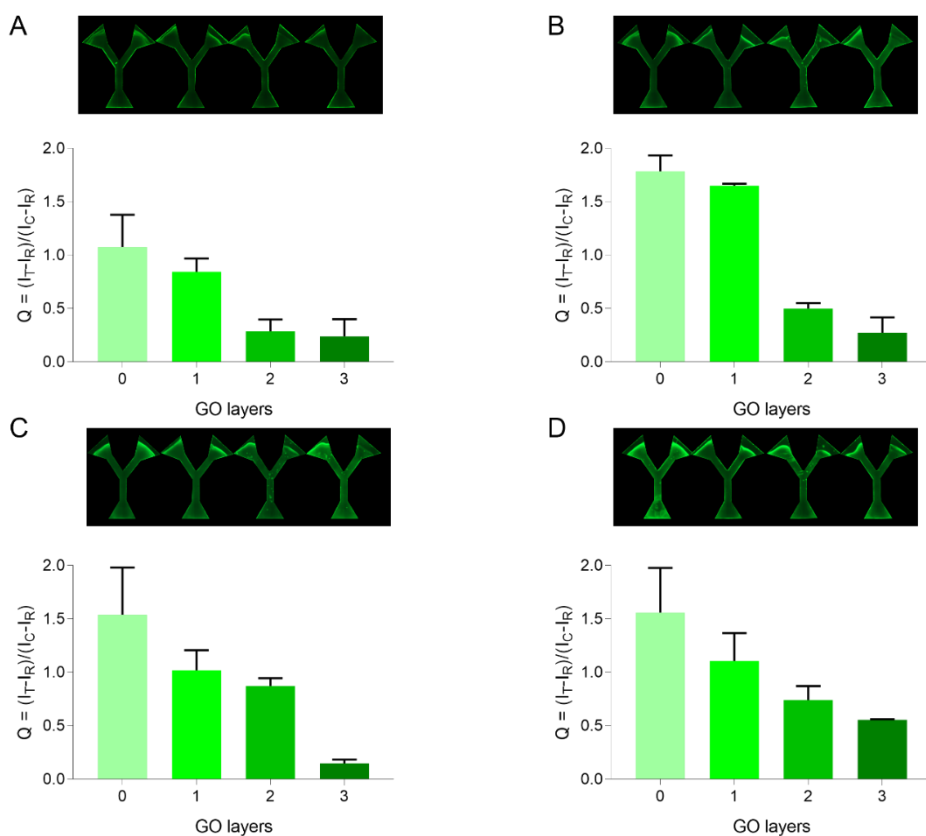 A
2.0
1.5
1.0
0.5
0.0
Q = (I_T-I_R)/(I_C-I_R)
0 1 2 3
GO layers
B
2.0
1.5
1.0
0.5
0.0
Q = (I_T-I_R)/(I_C-I_R)
0 1 2 3
GO layers
C
2.0
1.5
1.0
0.5
0.0
Q = (I_T-I_R)/(I_C-I_R)
0 1 2 3
GO layers
D
2.0
1.5
1.0
0.5
0.0
Q = (I_T-I_R)/(I_C-I_R)
0 1 2 3
GO layers